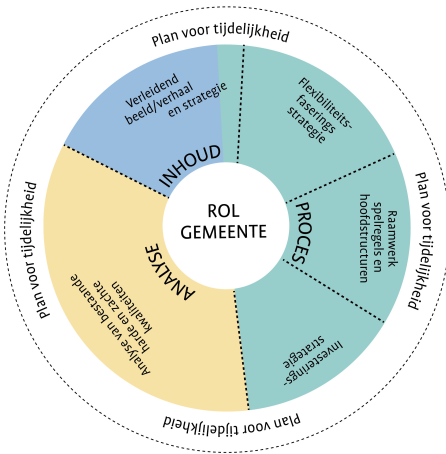 Plan voor tijdelijkheid
Verleidend
beeld/verhaal
en strategie
Flexibiliteits-
faserings
strategie
INHOUD
Plan voor tijdelijkheid
Plan voor tijdelijkheid
ROL
GEMEENTE
PROCES
Raamwerk
spelregels en
hoofdstructuren
ANALYSE
Analyse van bestaande
harde en zachte
kwaliteiten
Investerings-
strategie
Plan voor tijdelijkheid